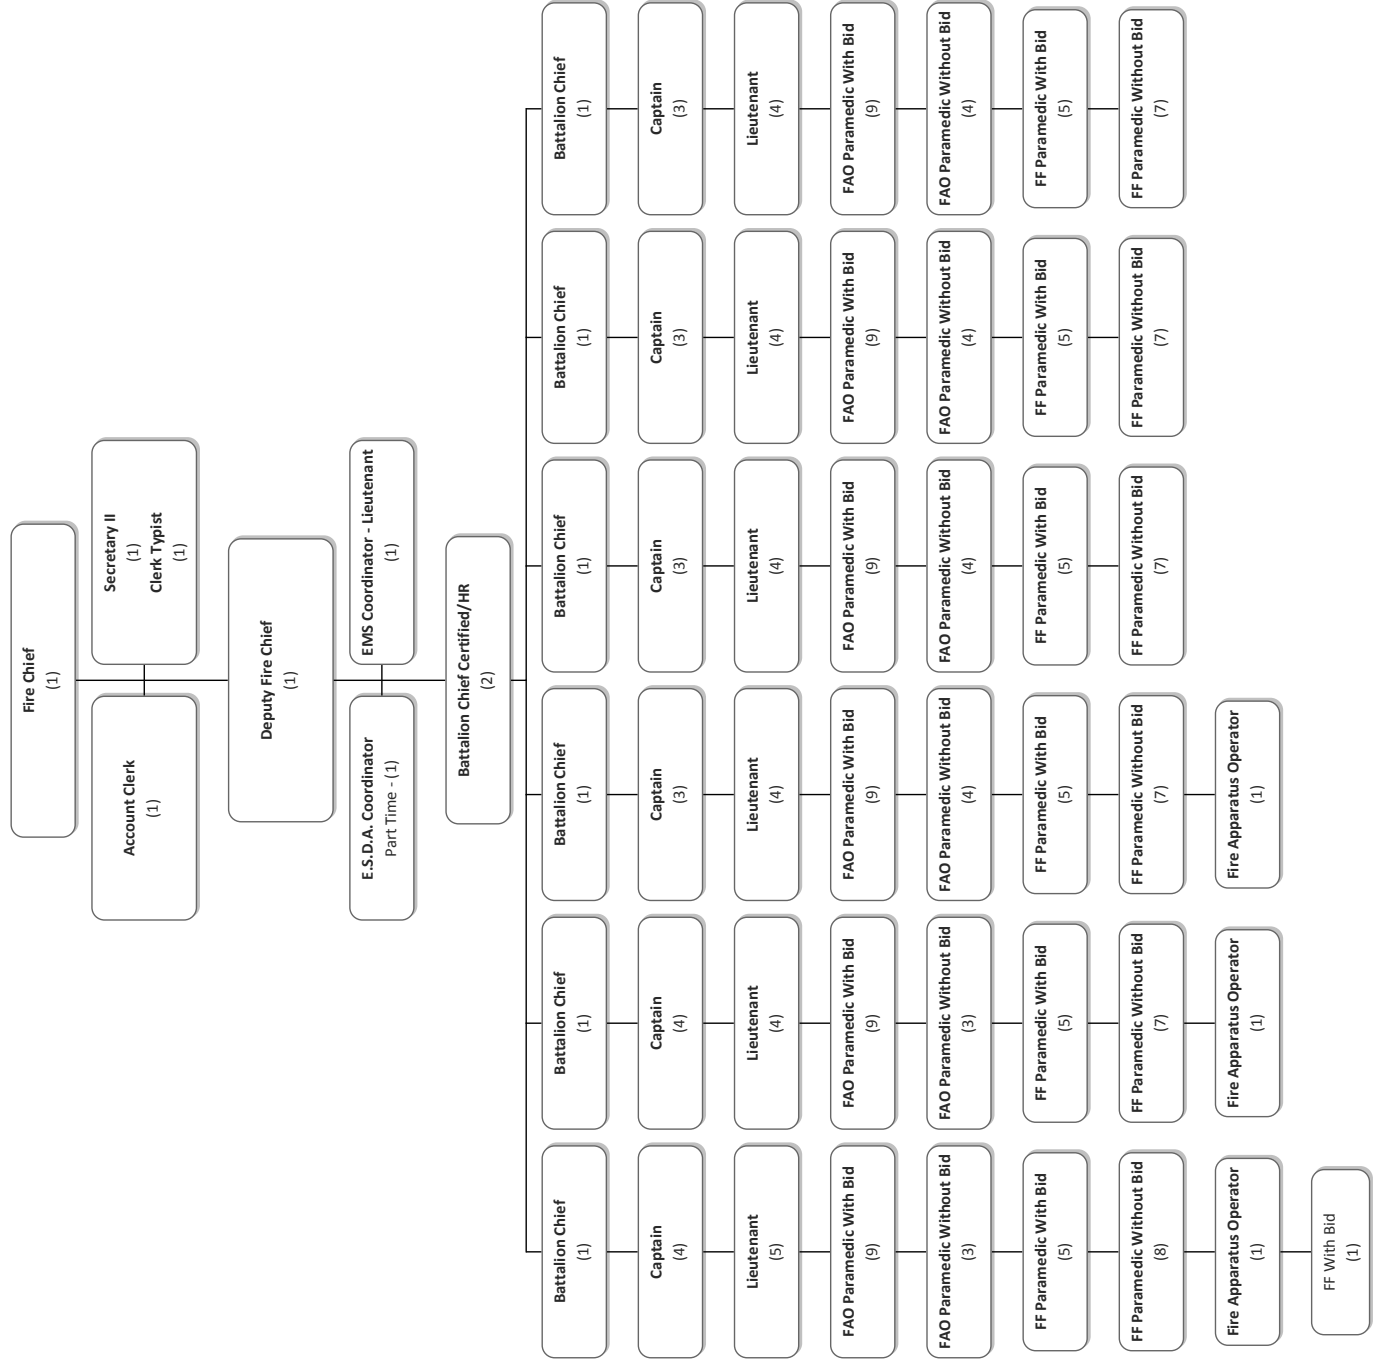 Fire Chief
(1)
Account Clerk
(1)
Secretary II
(1)
Clerk Typist
(1)
Deputy Fire Chief
(1)
E.S.D.A. Coordinator
Part Time - (1)
EMS Coordinator - Lieutenant
(1)
Battalion Chief Certified/HR
(2)
Battalion Chief
(1)
Captain
(4)
Lieutenant
(5)
FAO Paramedic With Bid
(9)
FAO Paramedic Without Bid
(3)
FF Paramedic With Bid
(5)
FF Paramedic Without Bid
(8)
Fire Apparatus Operator
(1)
FF With Bid
(1)
Battalion Chief
(1)
Captain
(4)
Lieutenant
(4)
FAO Paramedic With Bid
(9)
FAO Paramedic Without Bid
(3)
FF Paramedic With Bid
(5)
FF Paramedic Without Bid
(7)
Fire Apparatus Operator
(1)
Battalion Chief
(1)
Captain
(3)
Lieutenant
(4)
FAO Paramedic With Bid
(9)
FAO Paramedic Without Bid
(4)
FF Paramedic With Bid
(5)
FF Paramedic Without Bid
(7)
Fire Apparatus Operator
(1)
Battalion Chief
(1)
Captain
(3)
Lieutenant
(4)
FAO Paramedic With Bid
(9)
FAO Paramedic Without Bid
(4)
FF Paramedic With Bid
(5)
FF Paramedic Without Bid
(7)
Battalion Chief
(1)
Captain
(3)
Lieutenant
(4)
FAO Paramedic With Bid
(9)
FAO Paramedic Without Bid
(4)
FF Paramedic With Bid
(5)
FF Paramedic Without Bid
(7)
Battalion Chief
(1)
Captain
(3)
Lieutenant
(4)
FAO Paramedic With Bid
(9)
FAO Paramedic Without Bid
(4)
FF Paramedic With Bid
(5)
FF Paramedic Without Bid
(7)